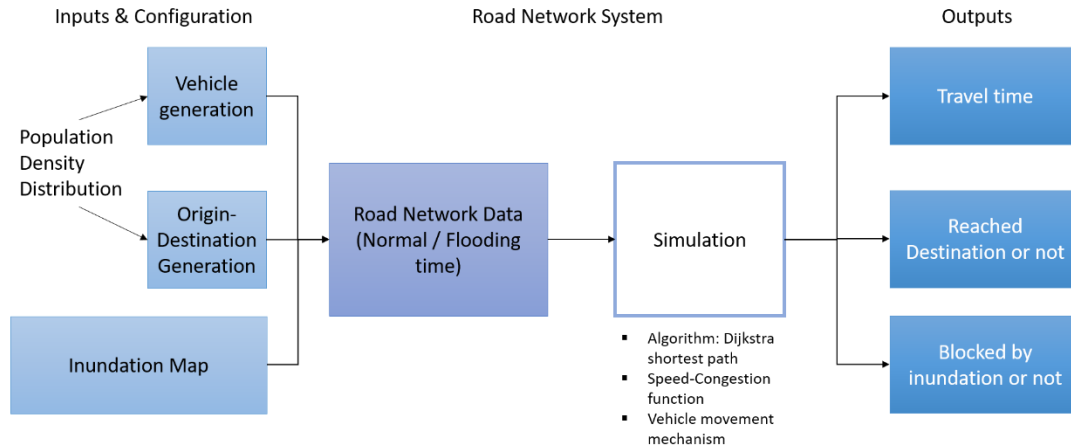 Inputs & Configuration
Road Network System
Outputs
Vehicle
generation
Population
Density
Distribution
Origin-
Destination
Generation
Inundation Map
Road Network Data
(Normal / Flooding
time)
Simulation
▪ Algorithm: Dijkstra
shortest path
▪ Speed-Congestion
function
▪ Vehicle movement
mechanism
Travel time
Reached
Destination or not
Blocked by
inundation or not